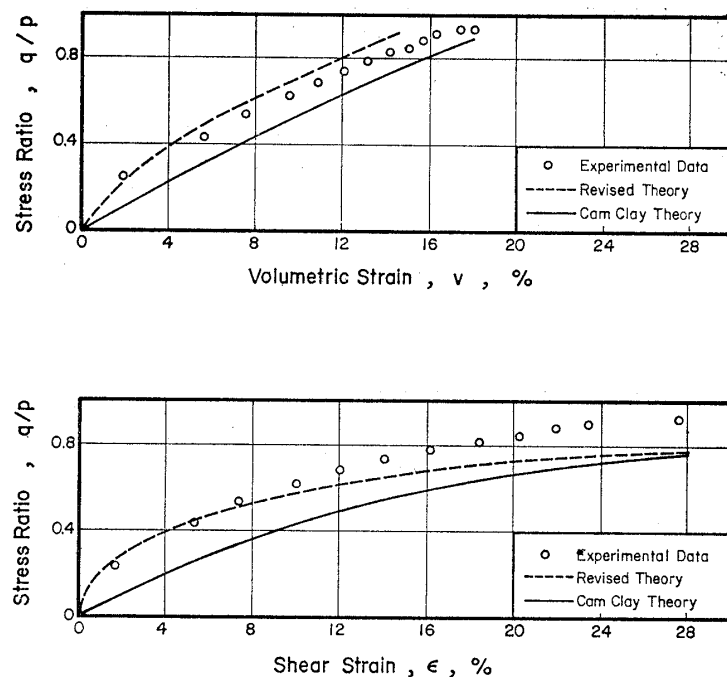 Stress Ratio , q/p
0.8
0.4
0
0 4 8 12 16 20 24 28 30
Volumetric Strain , v , %
Experimental Data
Revised Theory
Cam Clay Theory
Stress Ratio , q/p
0.8
0.4
0
0 4 8 12 16 20 24 28
Shear Strain , ϵ , %
Experimental Data
Revised Theory
Cam Clay Theory